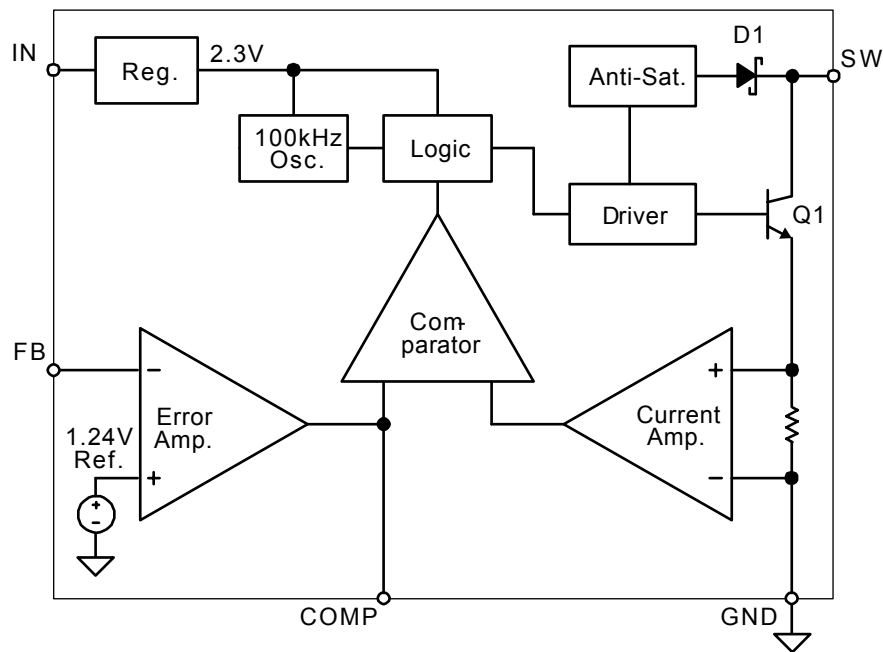 IN
Reg.
2.3V
Anti-Sat.
D1
SW
100kHz
Osc.
Logic
Driver
Q1
Com-
parator
FB
−
Error
Amp.
1.24V
Ref.
+
+
−
+
Current
Amp.
−
COMP
GND